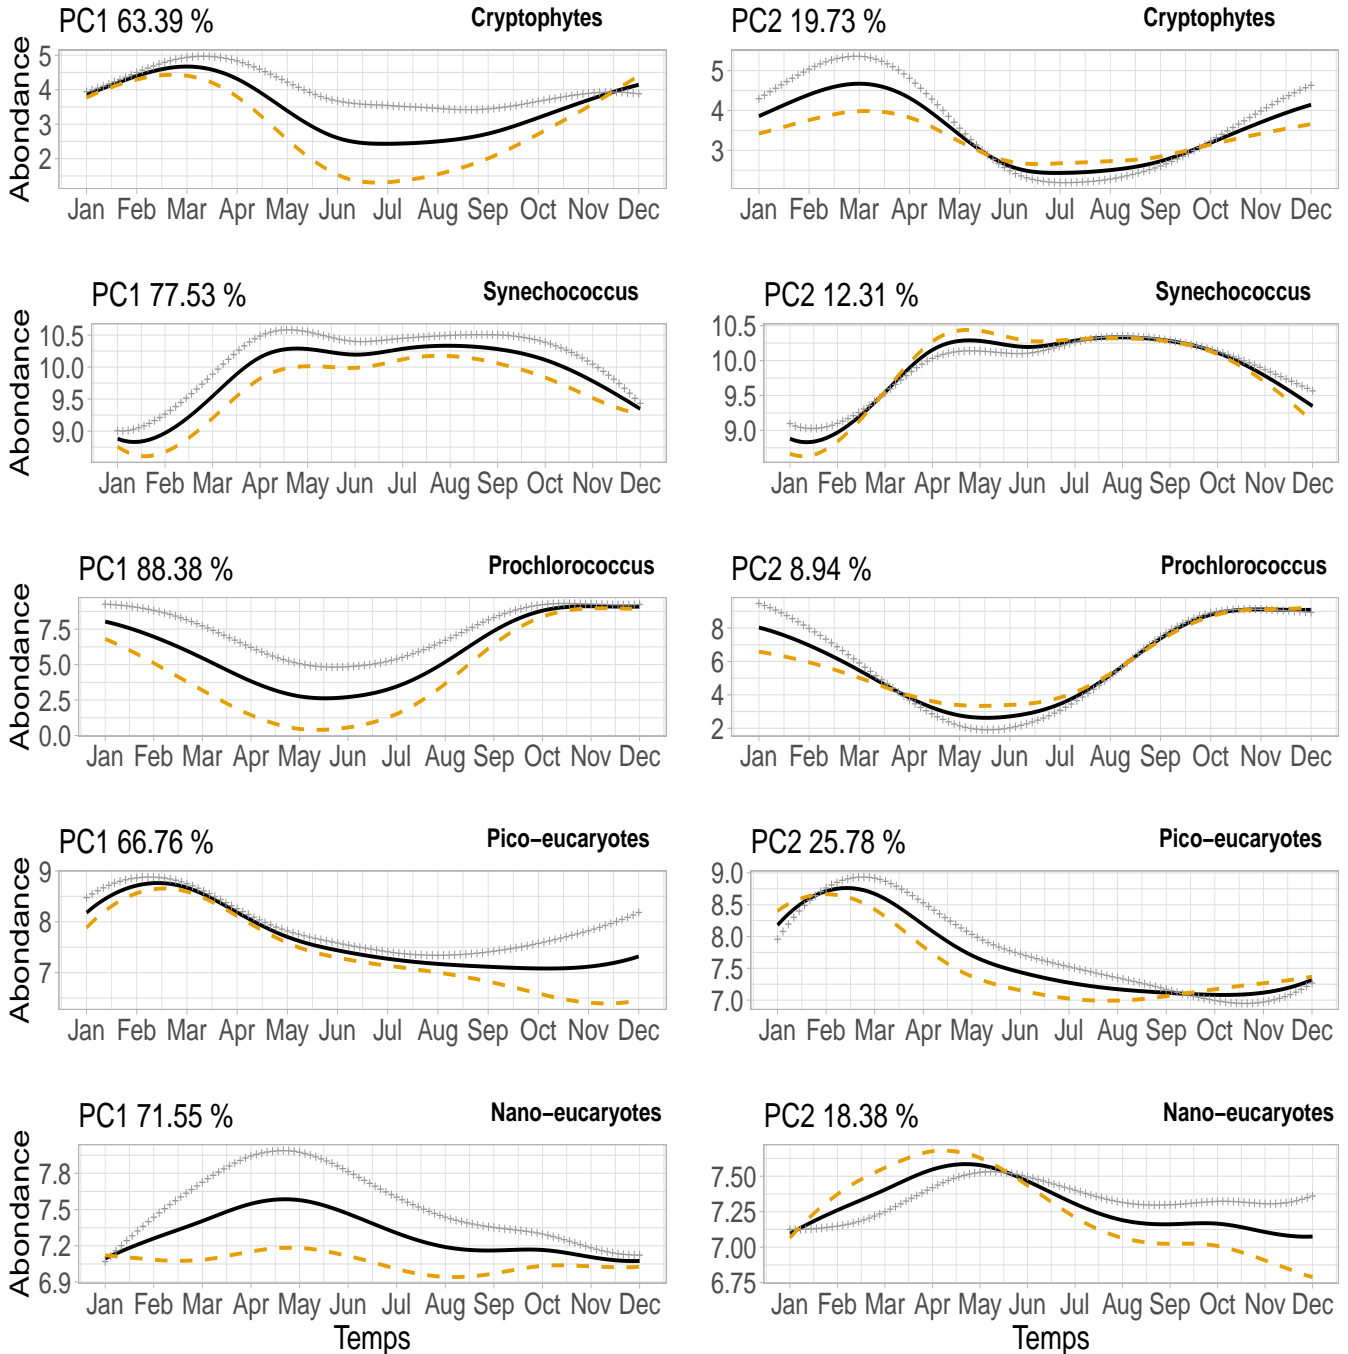 PC1 63.39 % Cryptophytes PC2 19.73 % Cryptophytes
Abondance
5
4
3
2
5
4
3
Jan Feb Mar Apr May Jun Jul Aug Sep Oct Nov Dec Jan Feb Mar Apr May Jun Jul Aug Sep Oct Nov Dec
PC1 77.53 % Synechococcus PC2 12.31 % Synechococcus
Abondance
10.5
10.0
9.5
9.0
10.5
10.0
9.5
9.0
Jan Feb Mar Apr May Jun Jul Aug Sep Oct Nov Dec Jan Feb Mar Apr May Jun Jul Aug Sep Oct Nov Dec
PC1 88.38 % Prochlorococcus PC2 8.94 % Prochlorococcus
Abondance
7.5
5.0
2.5
0.0
8
6
4
2
Jan Feb Mar Apr May Jun Jul Aug Sep Oct Nov Dec Jan Feb Mar Apr May Jun Jul Aug Sep Oct Nov Dec
PC1 66.76 % Pico−eucaryotes PC2 25.78 % Pico−eucaryotes
Abondance
9
8
7
9.0
8.5
8.0
7.5
7.0
Jan Feb Mar Apr May Jun Jul Aug Sep Oct Nov Dec Jan Feb Mar Apr May Jun Jul Aug Sep Oct Nov Dec
PC1 71.55 % Nano−eucaryotes PC2 18.38 % Nano−eucaryotes
Abondance
7.8
7.5
7.2
6.9
7.50
7.25
7.00
6.75
Jan Feb Mar Apr May Jun Jul Aug Sep Oct Nov Dec Jan Feb Mar Apr May Jun Jul Aug Sep Oct Nov Dec
Temps Temps